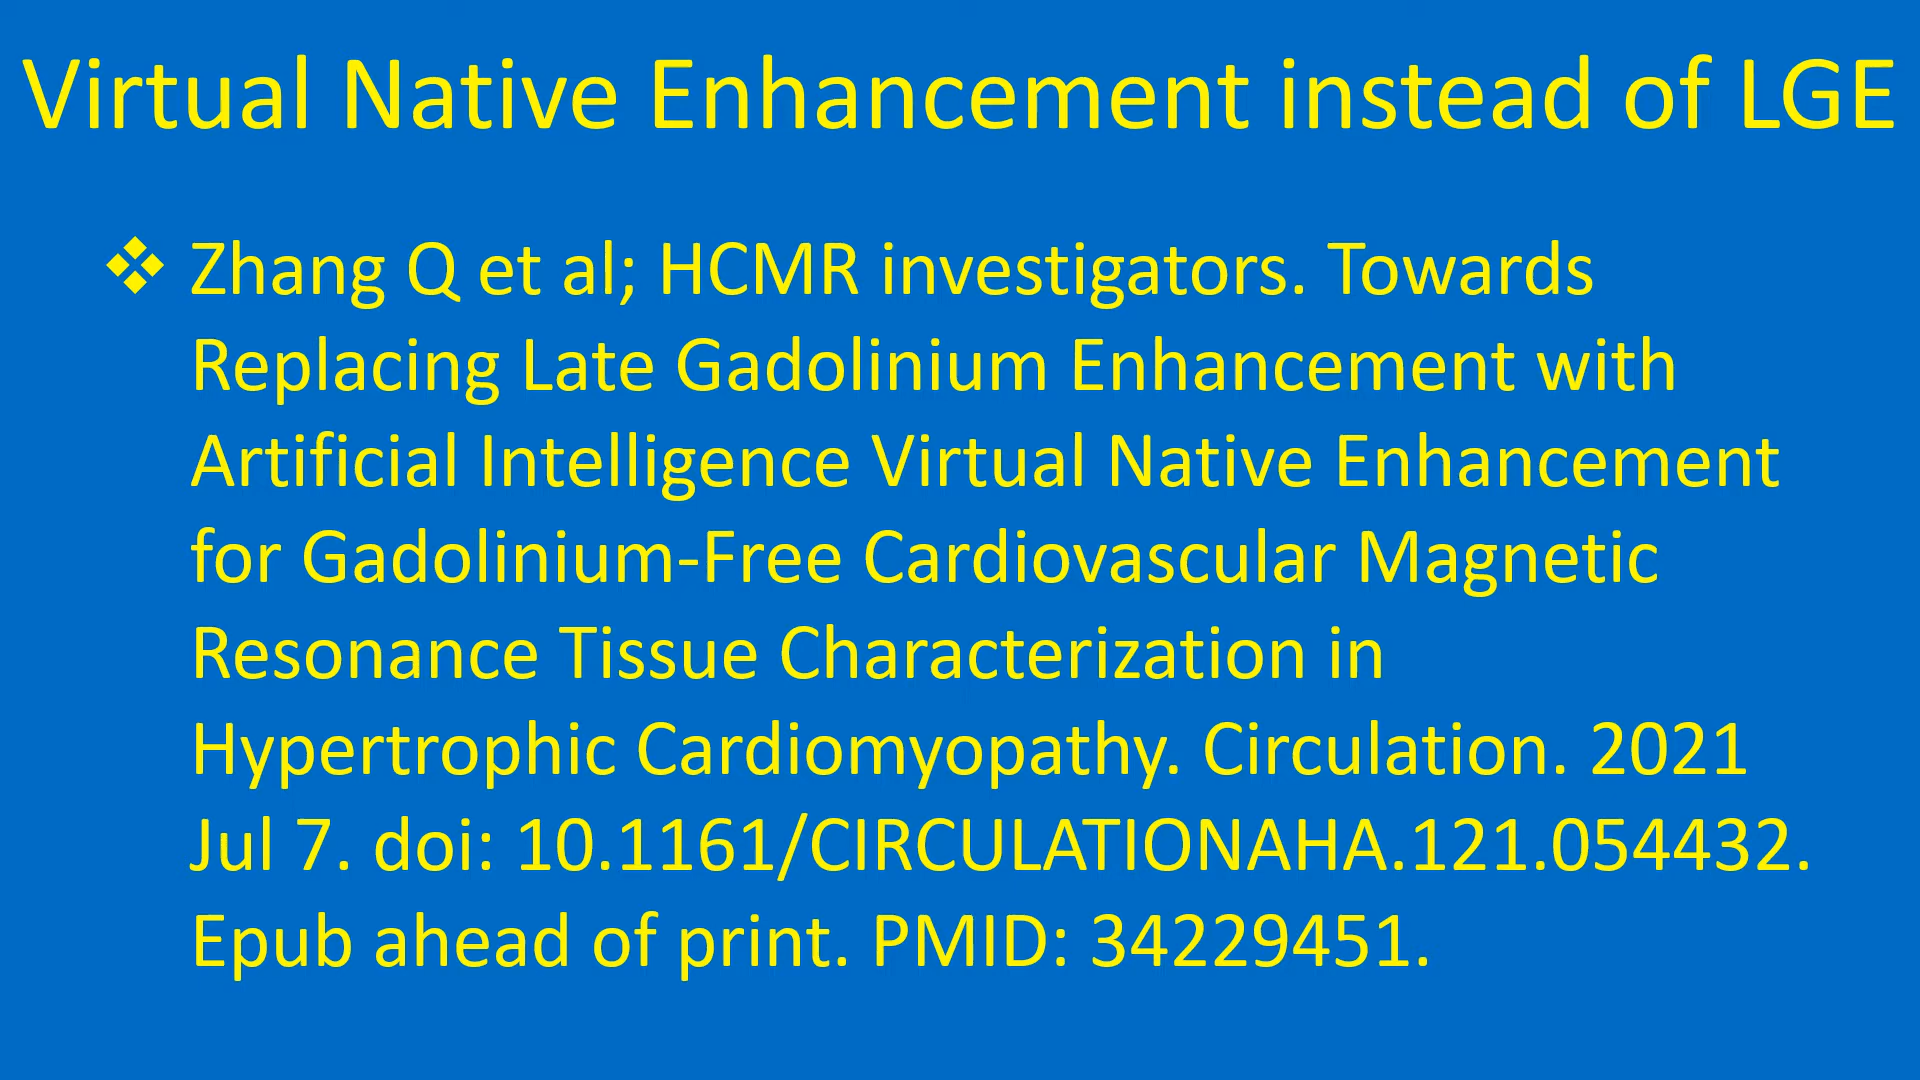 Virtual Native Enhancement instead of LGE
❖ Zhang Q et al; HCMR investigators. Towards
Replacing Late Gadolinium Enhancement with
Artificial Intelligence Virtual Native Enhancement
for Gadolinium-Free Cardiovascular Magnetic
Resonance Tissue Characterization in
Hypertrophic Cardiomyopathy. Circulation. 2021
Jul 7. doi: 10.1161/CIRCULATIONAHA.121.054432.
Epub ahead of print. PMID: 34229451.